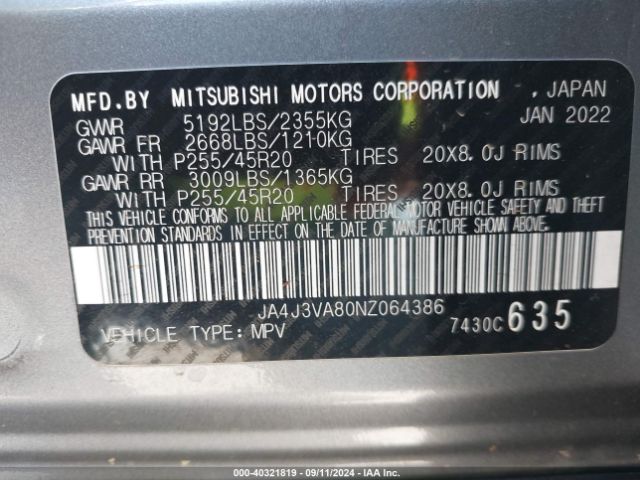 MFD.BY MITSUBISHI MOTORS CORPORATION , JAPAN
GVWR 5192LBS/2355KG JAN 2022
GAWR FR 2668LBS/1210KG
WITH P255/45R20 TIRES 20X8.0J RIMS
GAWR RR 3009LBS/1365KG
WITH P255/45R20 TIRES 20X8.0J RIMS
THIS VEHICLE CONFORMS TO ALL APPLICABLE FEDERAL MOTOR VEHICLE SAFETY AND THEFT
PREVENTION STANDARDS IN EFFECT ON THE DATE OF MANUFACTURE SHOWN ABOVE.
JA4J3VA80NZ064386
VEHICLE TYPE: MPV 7430C 635
000-40321819 - 09/11/2024 - IAA Inc.